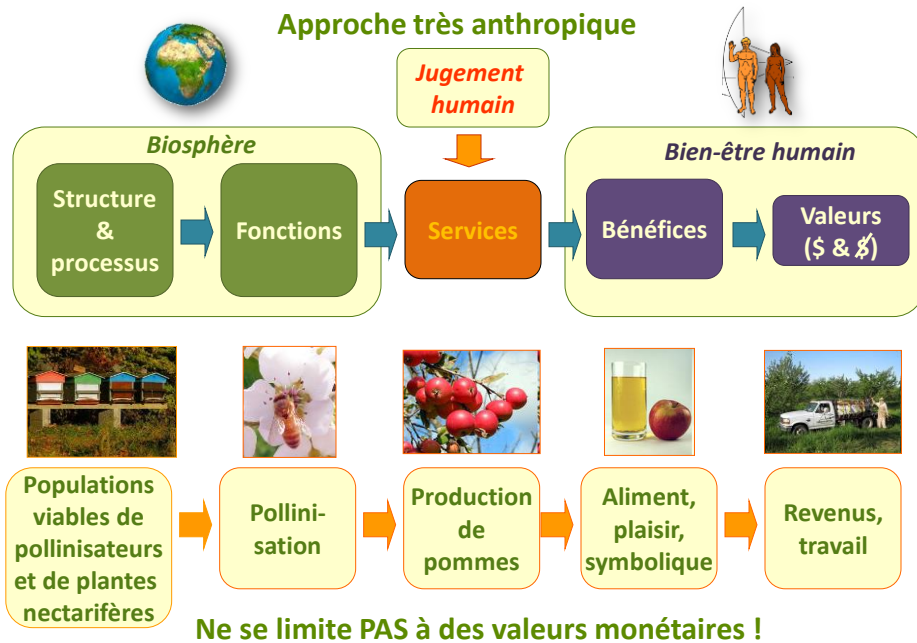 Approche très anthropique
Jugement
humain
Biosphère
Bien-être humain
Structure
&
processus
Fonctions
Services
Bénéfices
Valeurs
($ & $)
Populations
viables de
pollinisateurs
et de plantes
nectarifères
Pollini-
sation
Production
de
pommes
Aliment,
plaisir,
symbolique
Revenus,
travail
Ne se limite PAS à des valeurs monétaires !